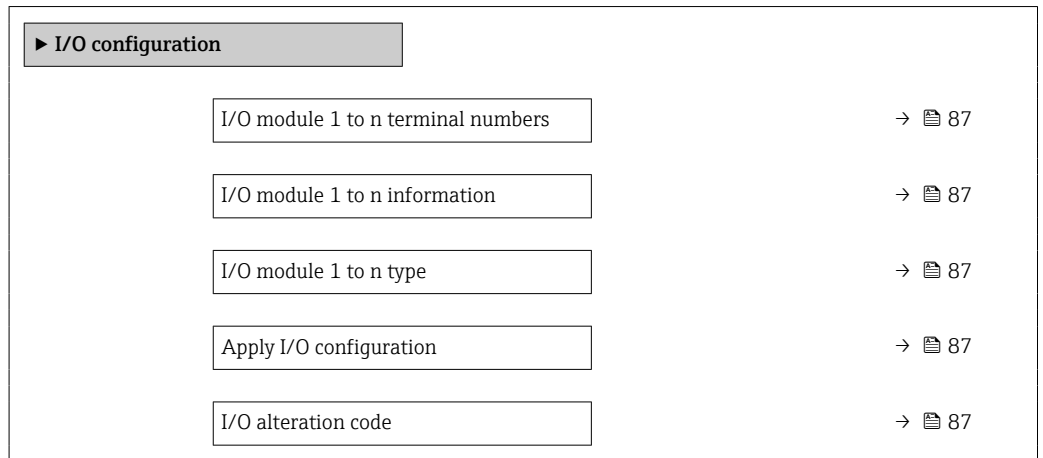 ► I/O configuration
I/O module 1 to n terminal numbers → 87
I/O module 1 to n information → 87
I/O module 1 to n type → 87
Apply I/O configuration → 87
I/O alteration code → 87